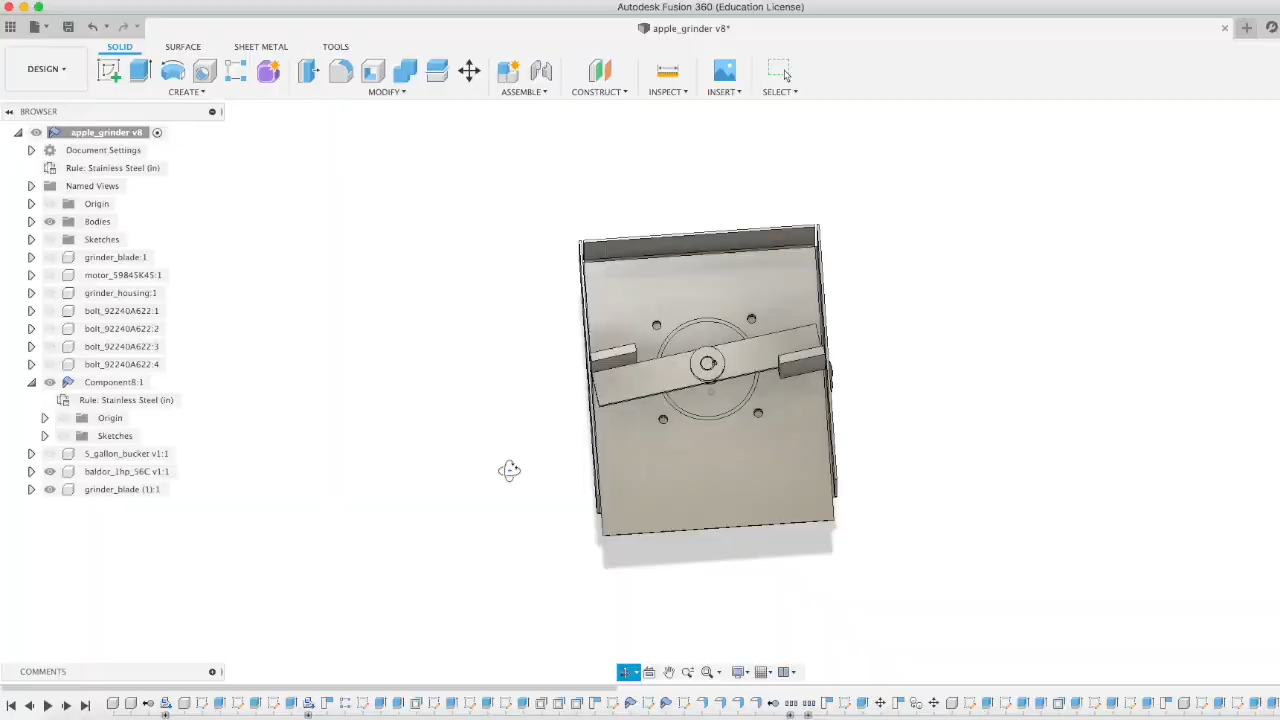 Autodesk Fusion 360 (Education License)
apple_grinder v8*
SOLID SURFACE SHEET METAL TOOLS
DESIGN
CREATE MODIFY ASSEMBLE CONSTRUCT INSPECT INSERT SELECT
BROWSER
apple_grinder v8
Document Settings
Rule: Stainless Steel (in)
Named Views
Origin
Bodies
Sketches
grinder_blade:1
motor_59845K45:1
grinder_housing:1
bolt_92240A622:1
bolt_92240A622:2
bolt_92240A622:3
bolt_92240A622:4
Component8:1
Rule: Stainless Steel (in)
Origin
Sketches
5_gallon_bucket v1:1
baldor_1hp_56C v1:1
grinder_blade (1):1
COMMENTS